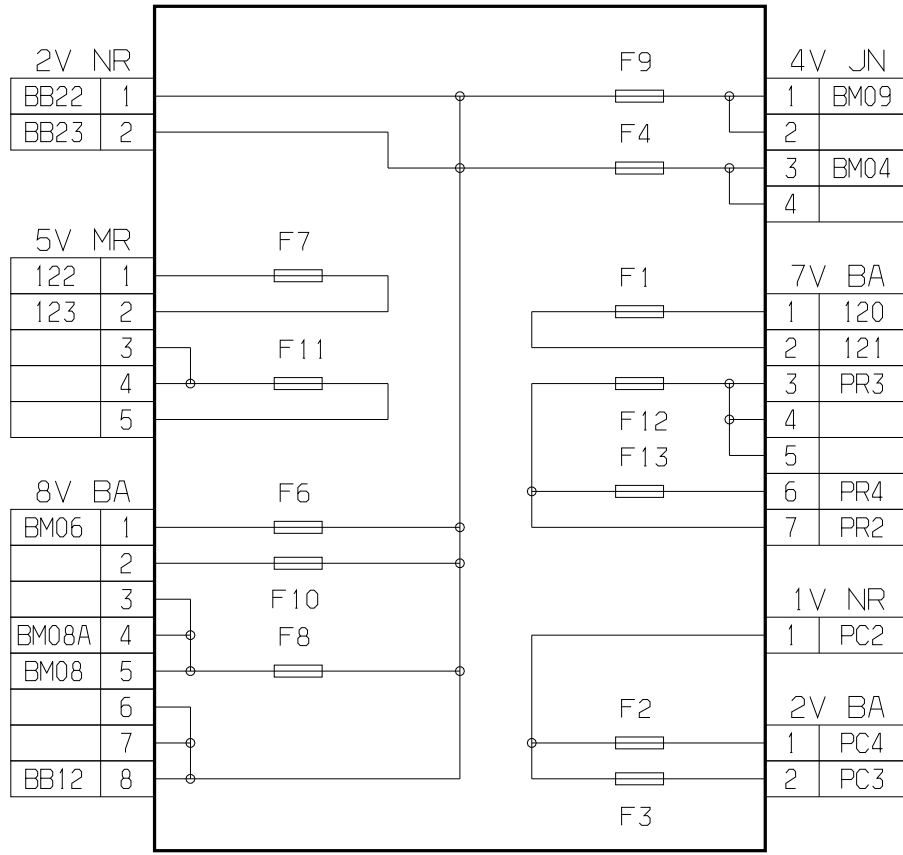 2V NR
BB22 1
BB23 2
5V MR
122 1
123 2
3
4
5
8V BA
BM06 1
2
3
BM08A 4
BM08 5
6
7
BB12 8
F7
F11
F6
F10
F8
F9
F4
F1
F12
F13
F2
F3
4V JN
1 BM09
2
3 BM04
4
7V BA
1 120
2 121
3 PR3
4
5
6 PR4
7 PR2
1V NR
1 PC2
2V BA
1 PC4
2 PC3